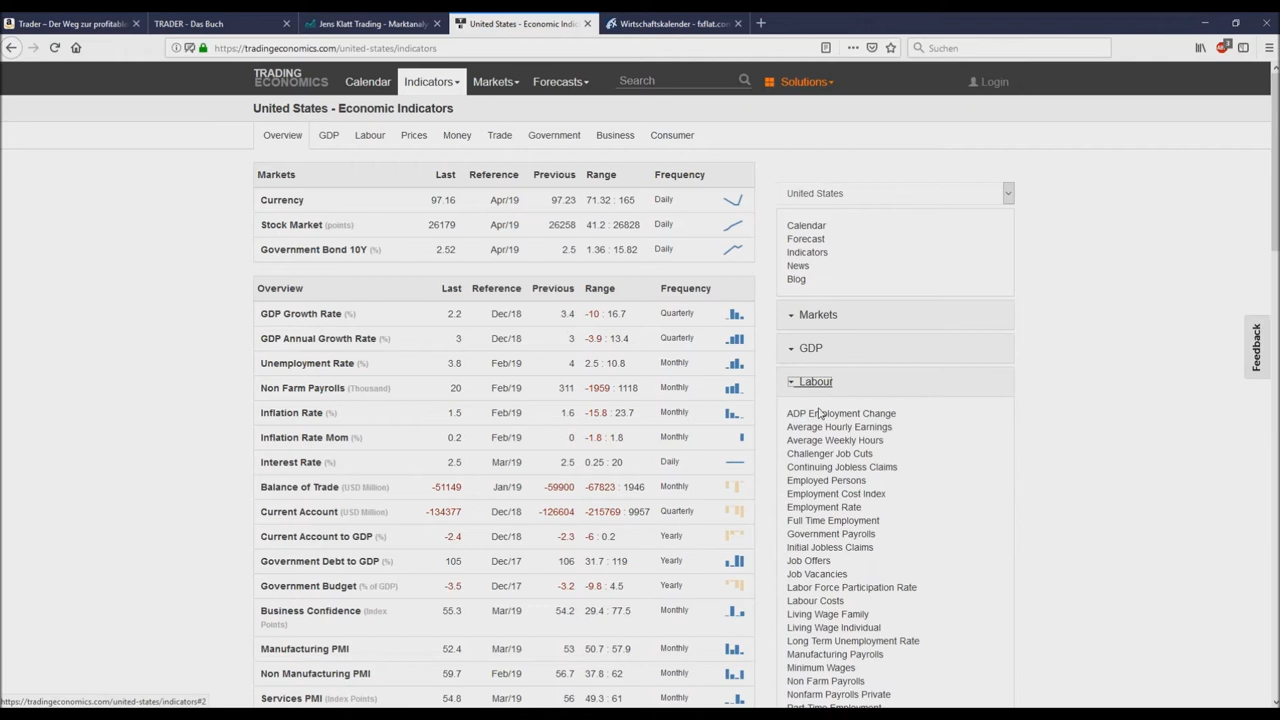 Trader – Der Weg zur profitable
TRADER - Das Buch
Jens Klatt Trading - Marktanaly
United States - Economic Indic
Wirtschaftskalender - fxflat.com
https://tradingeconomics.com/united-states/indicators
Suchen
TRADING ECONOMICS
Calendar
Indicators
Markets
Forecasts
Search
Solutions
Login
United States - Economic Indicators
Overview GDP Labour Prices Money Trade Government Business Consumer
Markets Last Reference Previous Range Frequency
Currency 97.16 Apr/19 97.23 71.32 : 165 Daily
Stock Market (points) 26179 Apr/19 26258 41.2 : 26828 Daily
Government Bond 10Y (%) 2.52 Apr/19 2.5 1.36 : 15.82 Daily
Overview Last Reference Previous Range Frequency
GDP Growth Rate (%) 2.2 Dec/18 3.4 -10 : 16.7 Quarterly
GDP Annual Growth Rate (%) 3 Dec/18 3 -3.9 : 13.4 Quarterly
Unemployment Rate (%) 3.8 Feb/19 4 2.5 : 10.8 Monthly
Non Farm Payrolls (Thousand) 20 Feb/19 311 -1959 : 1118 Monthly
Inflation Rate (%) 1.5 Feb/19 1.6 -15.8 : 23.7 Monthly
Inflation Rate Mom (%) 0.2 Feb/19 0 -1.8 : 1.8 Monthly
Interest Rate (%) 2.5 Mar/19 2.5 0.25 : 20 Daily
Balance of Trade (USD Million) -51149 Jan/19 -59900 -67823 : 1946 Monthly
Current Account (USD Million) -134377 Dec/18 -126604 -215769 : 9957 Quarterly
Current Account to GDP (%) -2.4 Dec/18 -2.3 -6 : 0.2 Yearly
Government Debt to GDP (%) 105 Dec/17 106 31.7 : 119 Yearly
Government Budget (% of GDP) -3.5 Dec/17 -3.2 -9.8 : 4.5 Yearly
Business Confidence (Index Points) 55.3 Mar/19 54.2 29.4 : 77.5 Monthly
Manufacturing PMI 52.4 Mar/19 53 50.7 : 57.9 Monthly
Non Manufacturing PMI 59.7 Feb/19 56.7 37.8 : 62 Monthly
Services PMI (Index Points) 54.8 Mar/19 56 49.3 : 61 Monthly
United States
Calendar
Forecast
Indicators
News
Blog
Markets
GDP
Labour
ADP Employment Change
Average Hourly Earnings
Average Weekly Hours
Challenger Job Cuts
Continuing Jobless Claims
Employed Persons
Employment Cost Index
Employment Rate
Full Time Employment
Government Payrolls
Initial Jobless Claims
Job Offers
Job Vacancies
Labor Force Participation Rate
Labour Costs
Living Wage Family
Living Wage Individual
Long Term Unemployment Rate
Manufacturing Payrolls
Minimum Wages
Non Farm Payrolls
Nonfarm Payrolls Private
Part Time Employment
Feedback
https://tradingeconomics.com/united-states/indicators#2